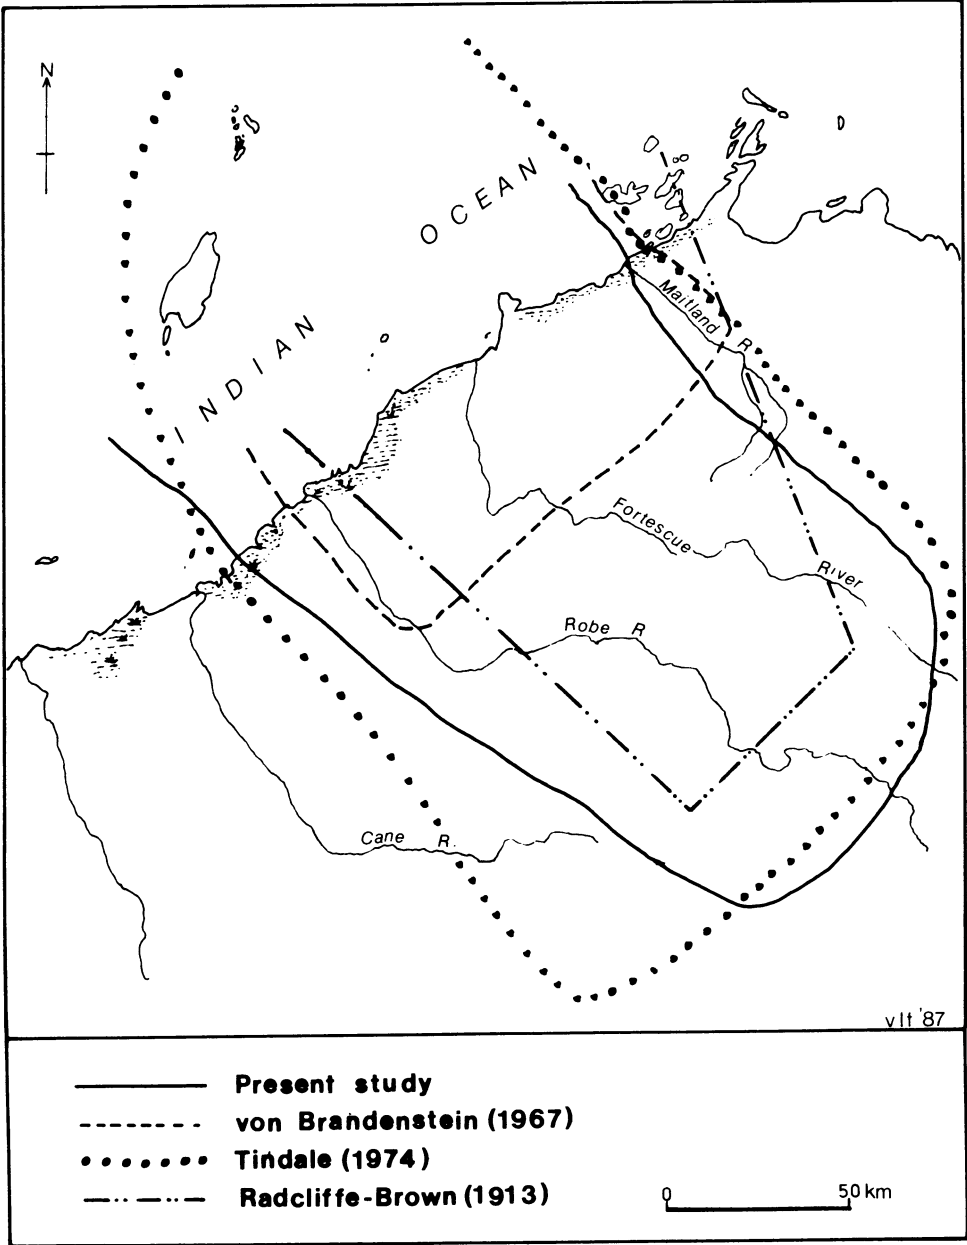 N
INDIAN OCEAN
Maitland R
Fortescue River
Robe R
Cane R.
vlt '87
Present study
von Brandenstein (1967)
Tindale (1974)
Radcliffe-Brown (1913)
0 50 km